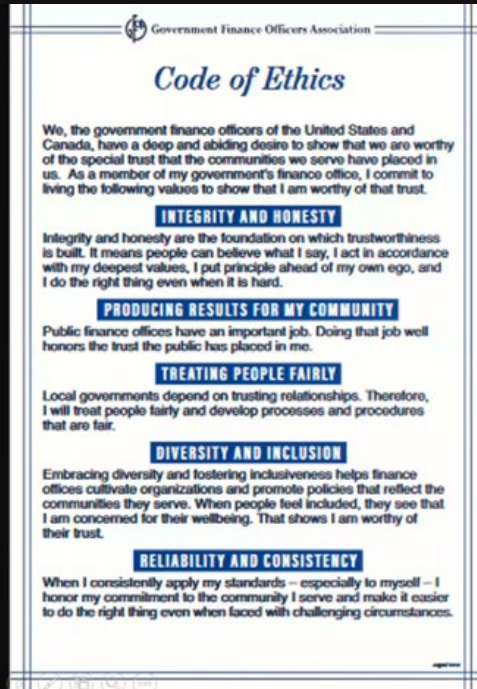 Government Finance Officers Association
Code of Ethics
We, the government finance officers of the United States and
Canada, have a deep and abiding desire to show that we are worthy
of the special trust that the communities we serve have placed in
us. As a member of my government's finance office, I commit to
living the following values to show that I am worthy of that trust.
INTEGRITY AND HONESTY
Integrity and honesty are the foundation on which trustworthiness
is built. It means people can believe what I say, I act in accordance
with my deepest values, I put principle ahead of my own ego, and
I do the right thing even when it is hard.
PRODUCING RESULTS FOR MY COMMUNITY
Public finance offices have an important job. Doing that job well
honors the trust the public has placed in me.
TREATING PEOPLE FAIRLY
Local governments depend on trusting relationships. Therefore,
I will treat people fairly and develop processes and procedures
that are fair.
DIVERSITY AND INCLUSION
Embracing diversity and fostering inclusiveness helps finance
offices cultivate organizations and promote policies that reflect the
communities they serve. When people feel included, they see that
I am concerned for their wellbeing. That shows I am worthy of
their trust.
RELIABILITY AND CONSISTENCY
When I consistently apply my standards – especially to myself – I
honor my commitment to the community I serve and make it easier
to do the right thing even when faced with challenging circumstances.